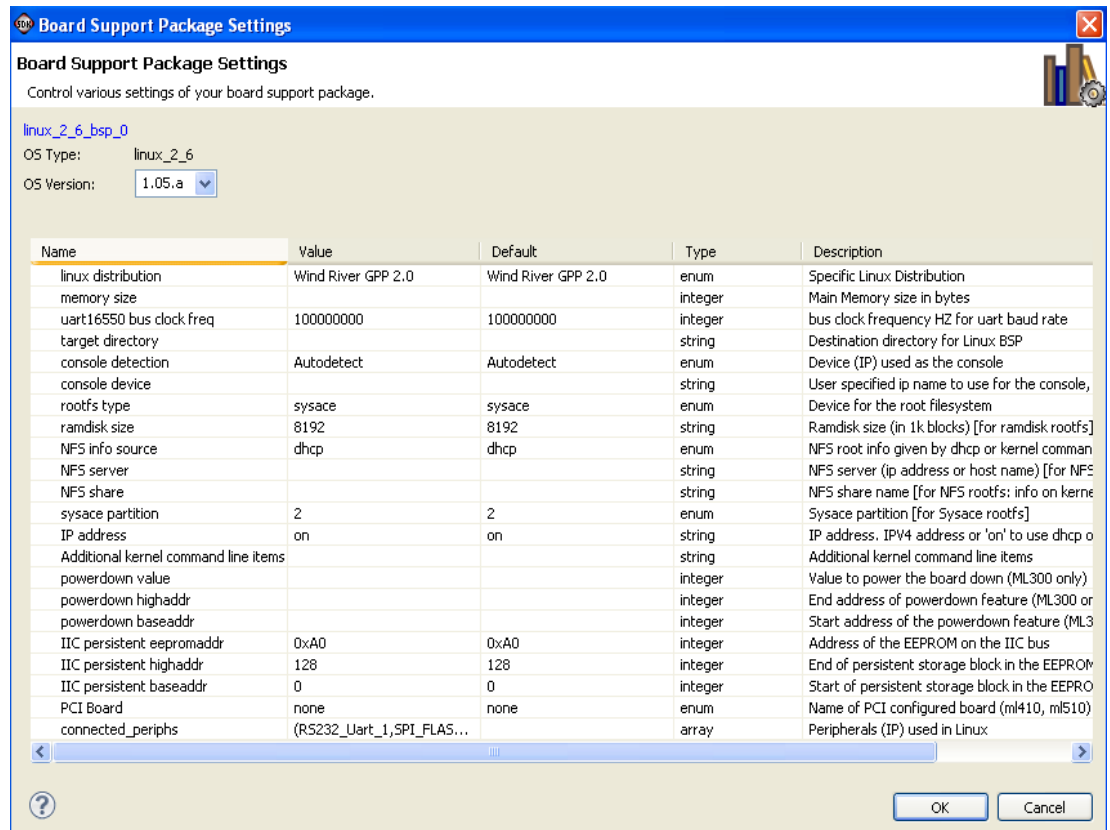 SDK Board Support Package Settings
Board Support Package Settings
Control various settings of your board support package.
linux_2_6_bsp_0
OS Type: linux_2_6
OS Version: 1.05.a
Name Value Default Type Description
linux distribution Wind River GPP 2.0 Wind River GPP 2.0 enum Specific Linux Distribution
memory size integer Main Memory size in bytes
uart16550 bus clock freq 100000000 100000000 integer bus clock frequency HZ for uart baud rate
target directory string Destination directory for Linux BSP
console detection Autodetect Autodetect enum Device (IP) used as the console
console device string User specified ip name to use for the console,
rootfs type sysace sysace enum Device for the root filesystem
ramdisk size 8192 8192 string Ramdisk size (in 1k blocks) [for ramdisk rootfs]
NFS info source dhcp dhcp enum NFS root info given by dhcp or kernel comman
NFS server string NFS server (ip address or host name) [for NFS
NFS share string NFS share name [for NFS rootfs: info on kerne
sysace partition 2 2 enum Sysace partition [for Sysace rootfs]
IP address on on string IP address. IPV4 address or 'on' to use dhcp o
Additional kernel command line items string Additional kernel command line items
powerdown value integer Value to power the board down (ML300 only)
powerdown highaddr integer End address of powerdown feature (ML300 or
powerdown baseaddr integer Start address of the powerdown feature (ML3
IIC persistent eepromaddr 0xA0 0xA0 integer Address of the EEPROM on the IIC bus
IIC persistent highaddr 128 128 integer End of persistent storage block in the EEPROM
IIC persistent baseaddr 0 0 integer Start of persistent storage block in the EEPRO
PCI Board none none enum Name of PCI configured board (ml410, ml510)
connected_periphs (RS232_Uart_1,SPI_FLAS... array Peripherals (IP) used in Linux
OK Cancel